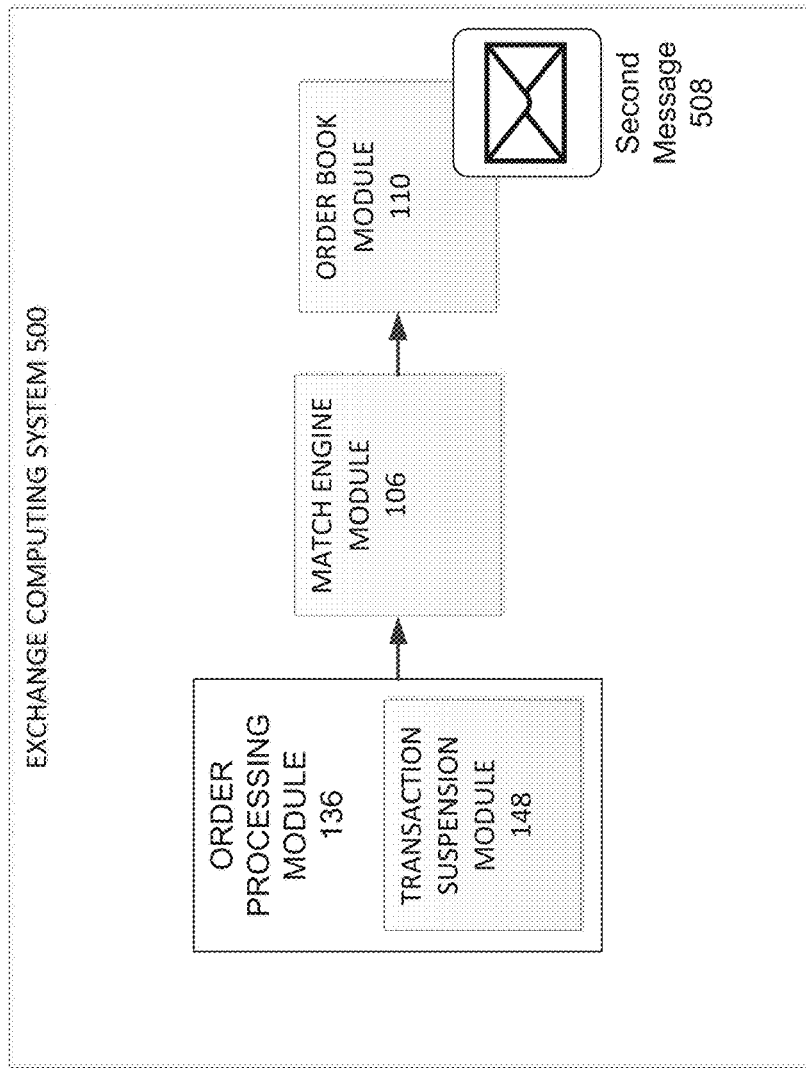 EXCHANGE COMPUTING SYSTEM 500
ORDER
PROCESSING
MODULE
136
TRANSACTION
SUSPENSION
MODULE
148
MATCH ENGINE
MODULE
106
ORDER BOOK
MODULE
110
Second
Message
508